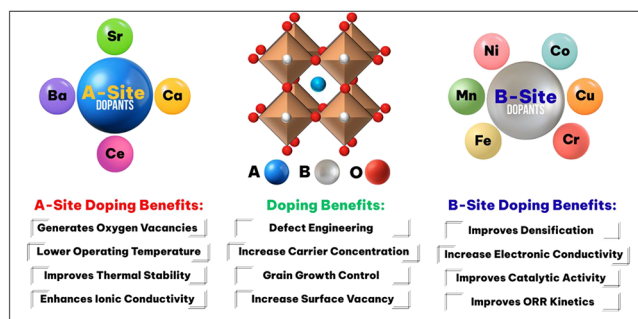 Sr
Ba
A-Site
DOPANTS
Ca
Ce
A
B
O
Ni
Co
Mn
B-Site
DOPANTS
Cu
Fe
Cr
A-Site Doping Benefits:
Generates Oxygen Vacancies
Lower Operating Temperature
Improves Thermal Stability
Enhances Ionic Conductivity
Doping Benefits:
Defect Engineering
Increase Carrier Concentration
Grain Growth Control
Increase Surface Vacancy
B-Site Doping Benefits:
Improves Densification
Increase Electronic Conductivity
Improves Catalytic Activity
Improves ORR Kinetics